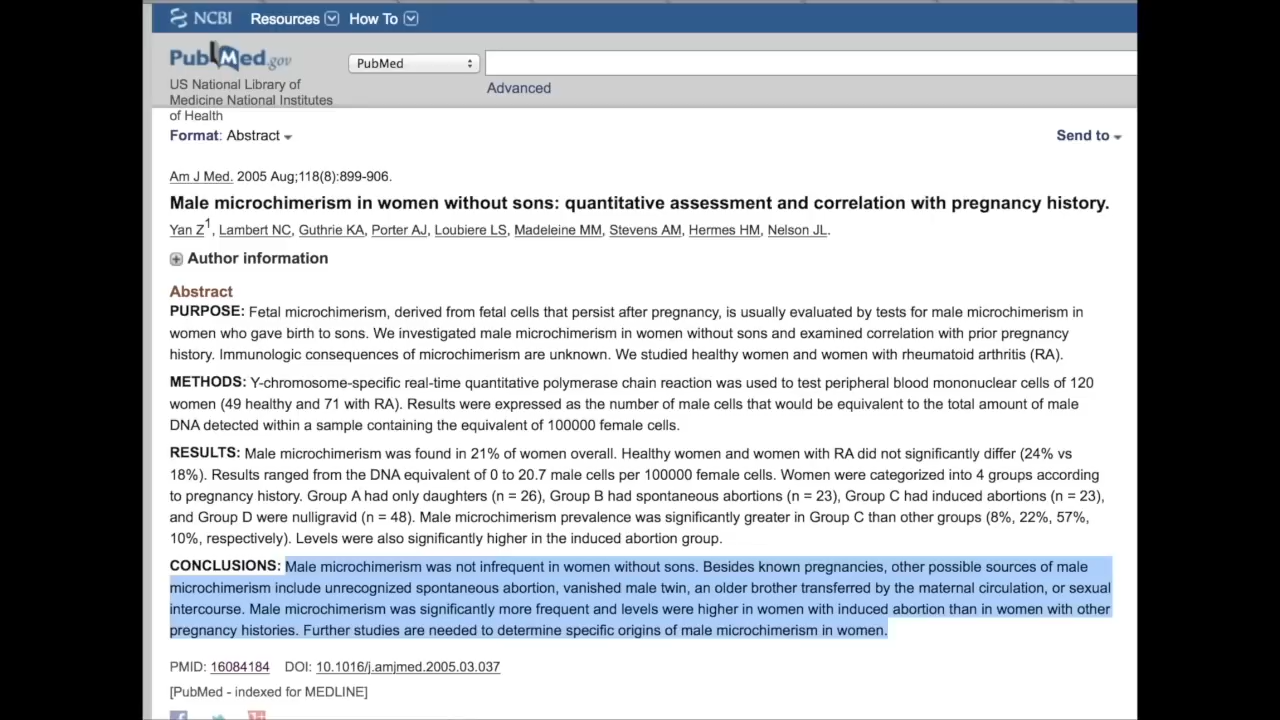 NCBI Resources How To
PubMed.gov
US National Library of
Medicine National Institutes
of Health
PubMed
Advanced
Format: Abstract
Send to
Am J Med. 2005 Aug;118(8):899-906.
Male microchimerism in women without sons: quantitative assessment and correlation with pregnancy history.
Yan Z1, Lambert NC, Guthrie KA, Porter AJ, Loubiere LS, Madeleine MM, Stevens AM, Hermes HM, Nelson JL.
Author information
Abstract
PURPOSE: Fetal microchimerism, derived from fetal cells that persist after pregnancy, is usually evaluated by tests for male microchimerism in
women who gave birth to sons. We investigated male microchimerism in women without sons and examined correlation with prior pregnancy
history. Immunologic consequences of microchimerism are unknown. We studied healthy women and women with rheumatoid arthritis (RA).
METHODS: Y-chromosome-specific real-time quantitative polymerase chain reaction was used to test peripheral blood mononuclear cells of 120
women (49 healthy and 71 with RA). Results were expressed as the number of male cells that would be equivalent to the total amount of male
DNA detected within a sample containing the equivalent of 100000 female cells.
RESULTS: Male microchimerism was found in 21% of women overall. Healthy women and women with RA did not significantly differ (24% vs
18%). Results ranged from the DNA equivalent of 0 to 20.7 male cells per 100000 female cells. Women were categorized into 4 groups according
to pregnancy history. Group A had only daughters (n = 26), Group B had spontaneous abortions (n = 23), Group C had induced abortions (n = 23),
and Group D were nulligravid (n = 48). Male microchimerism prevalence was significantly greater in Group C than other groups (8%, 22%, 57%,
10%, respectively). Levels were also significantly higher in the induced abortion group.
CONCLUSIONS: Male microchimerism was not infrequent in women without sons. Besides known pregnancies, other possible sources of male
microchimerism include unrecognized spontaneous abortion, vanished male twin, an older brother transferred by the maternal circulation, or sexual
intercourse. Male microchimerism was significantly more frequent and levels were higher in women with induced abortion than in women with other
pregnancy histories. Further studies are needed to determine specific origins of male microchimerism in women.
PMID: 16084184 DOI: 10.1016/j.amjmed.2005.03.037
[PubMed - indexed for MEDLINE]